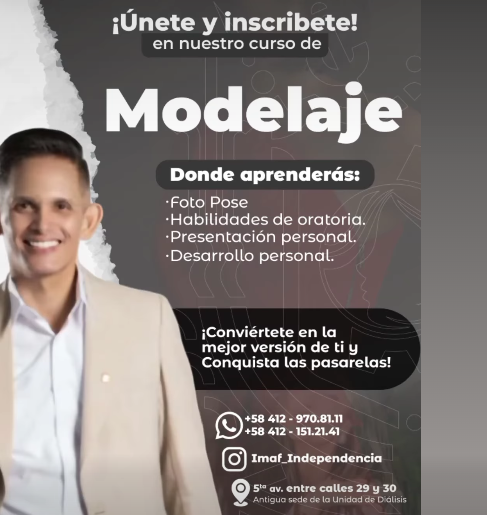 ¡Únete y inscribete!
en nuestro curso de
Modelaje
Donde aprenderás:
·Foto Pose
·Habilidades de oratoria.
·Presentación personal.
·Desarrollo personal.
¡Conviértete en la
mejor versión de ti y
Conquista las pasarelas!
+58 412 - 970.81.11
+58 412 - 151.21.41
Imaf_Independencia
5ta av. entre calles 29 y 30
Antigua sede de la Unidad de Diálisis